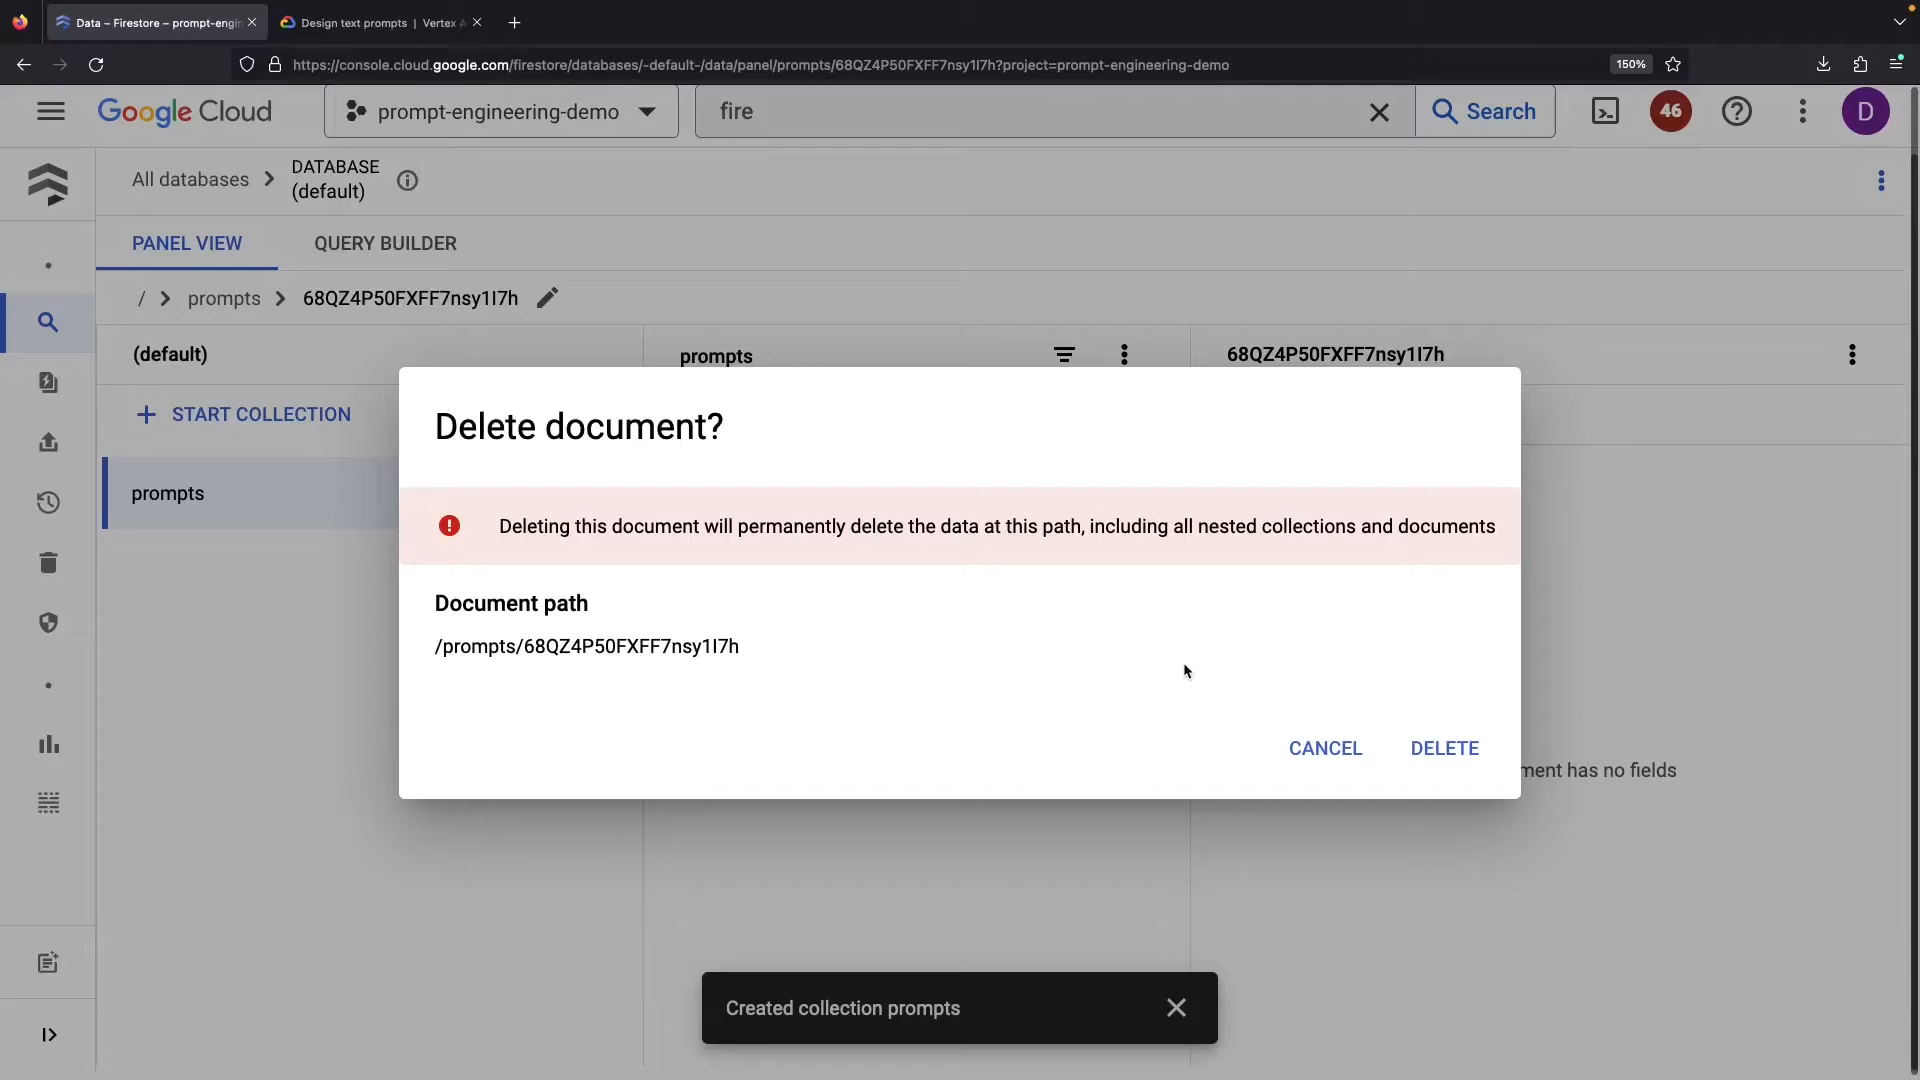 Data – Firestore – prompt-engin
Design text prompts | Vertex A
https://console.cloud.google.com/firestore/databases/-default-/data/panel/prompts/68QZ4P50FXFF7nsy1I7h?project=prompt-engineering-demo
150%
Google Cloud
prompt-engineering-demo
fire
Search
46
D
All databases
DATABASE
(default)
PANEL VIEW
QUERY BUILDER
/
prompts
68QZ4P50FXFF7nsy1I7h
(default)
prompts
68QZ4P50FXFF7nsy1I7h
START COLLECTION
prompts
Delete document?
Deleting this document will permanently delete the data at this path, including all nested collections and documents
Document path
/prompts/68QZ4P50FXFF7nsy1I7h
CANCEL
DELETE
ment has no fields
Created collection prompts